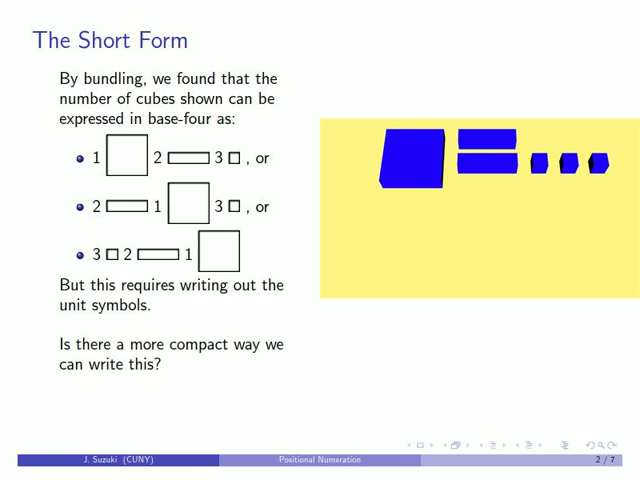 The Short Form
By bundling, we found that the
number of cubes shown can be
expressed in base-four as:
1 2 3 , or
2 1 3 , or
3 2 1
But this requires writing out the
unit symbols.
Is there a more compact way we
can write this?
J. Suzuki (CUNY) Positional Numeration 2 / 7